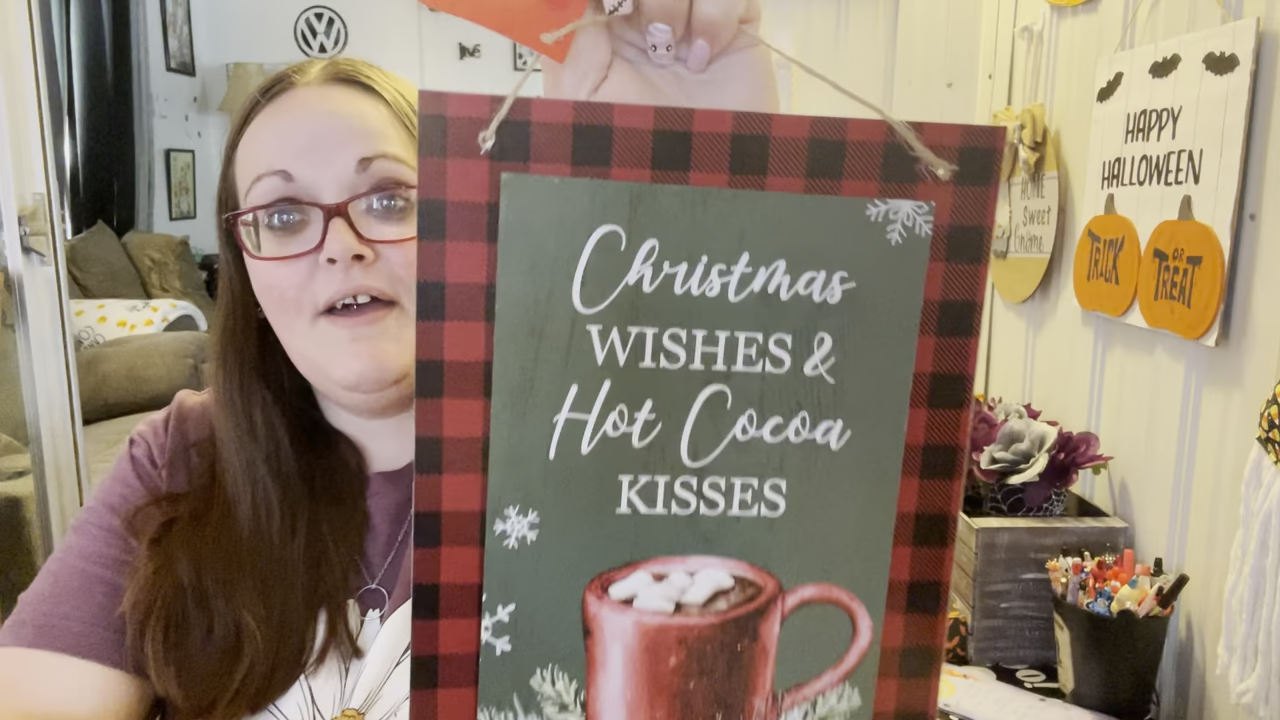 Christmas
WISHES &
Hot Cocoa
KISSES
HAPPY
HALLOWEEN
TRICK
OR
TREAT
HOME
Sweet
Gnome